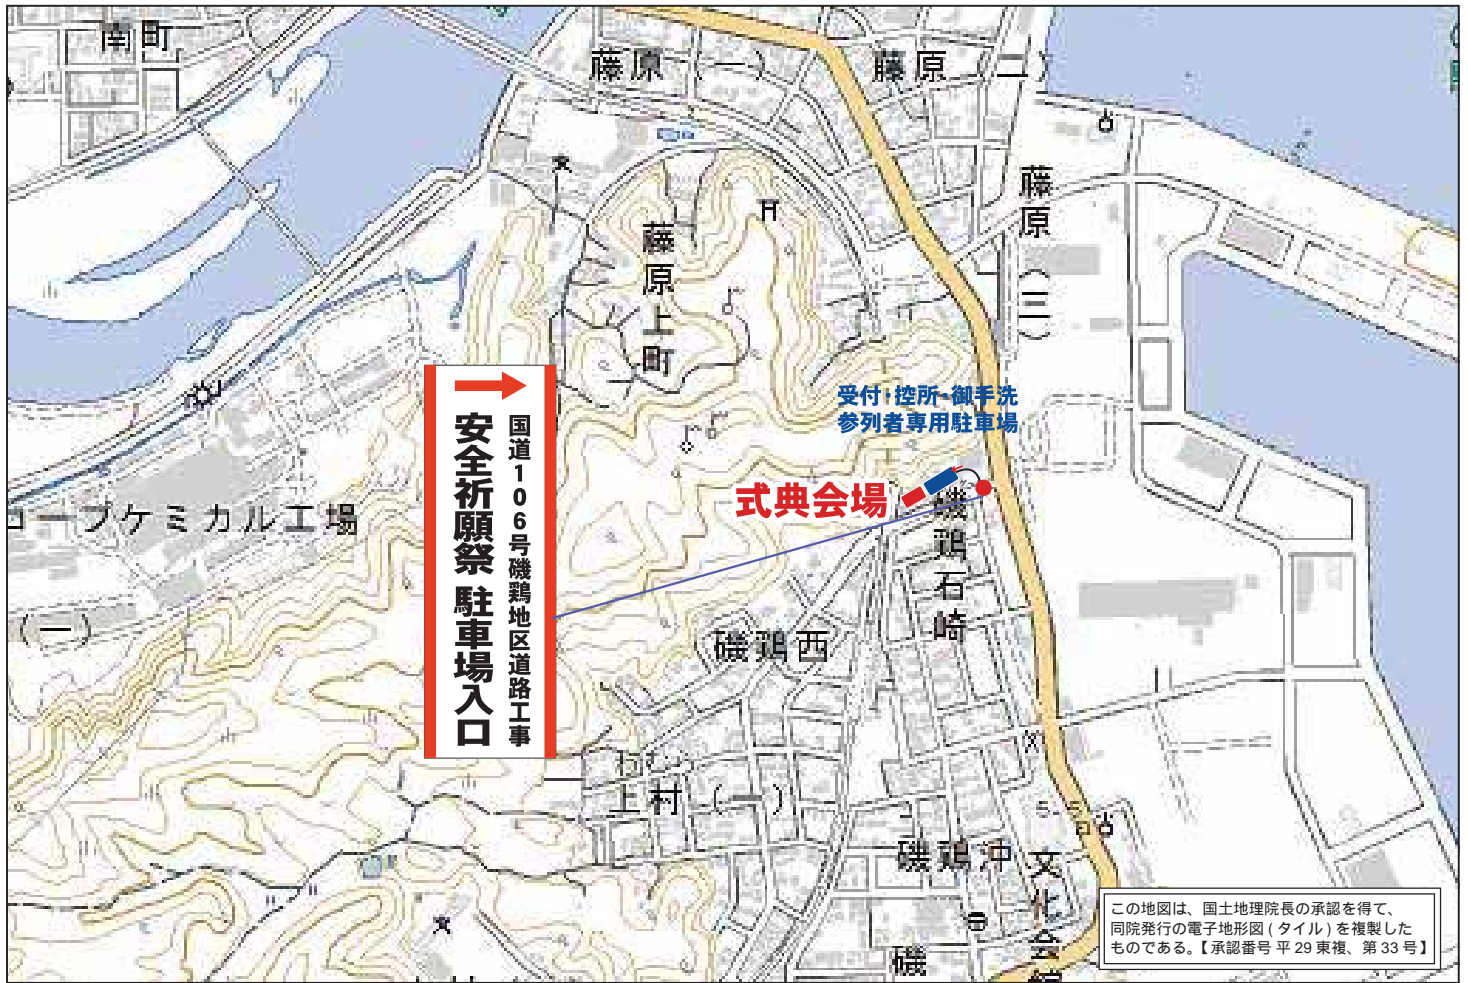 南町
藤原(一)
藤原(二)
藤原(三)
藤原上町
受付・控所・御手洗
参列者専用駐車場
式典会場
国道106号磯鶏地区道路工事
安全祈願祭 駐車場入口
コープケミカル工場
(一)
磯鶏石崎
磯鶏西
上村(一)
磯鶏沖
文化会館
磯
この地図は、国土地理院長の承認を得て、
同院発行の電子地形図(タイル)を複製した
ものである。【承認番号 平29東複、第33号】